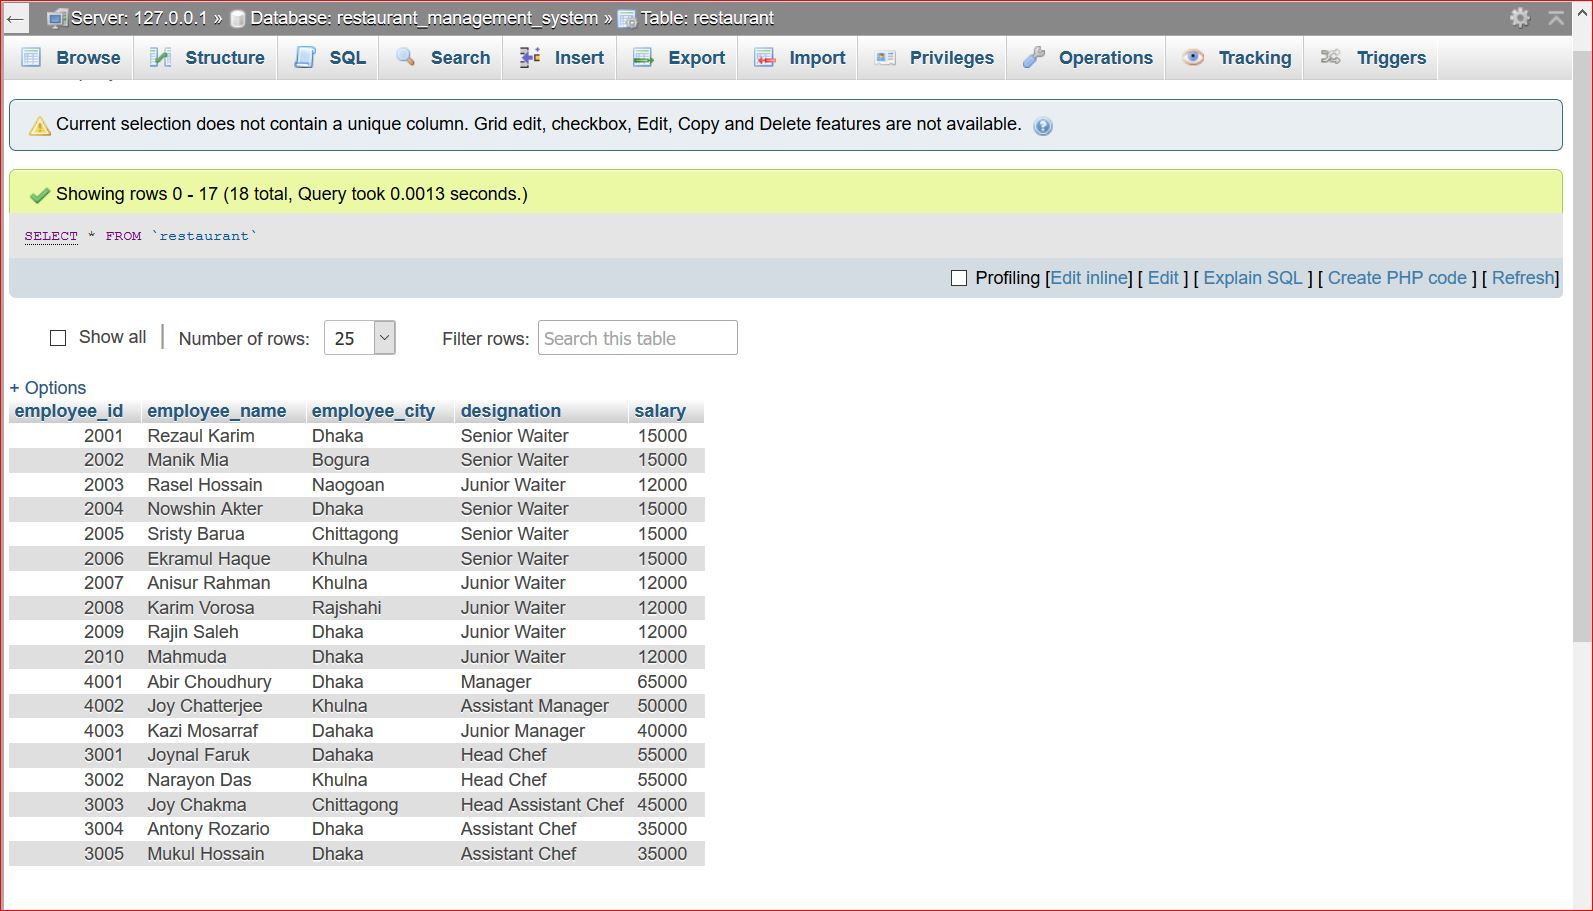 Server: 127.0.0.1 » Database: restaurant_management_system » Table: restaurant
Browse Structure SQL Search Insert Export Import Privileges Operations Tracking Triggers
Current selection does not contain a unique column. Grid edit, checkbox, Edit, Copy and Delete features are not available.
Showing rows 0 - 17 (18 total, Query took 0.0013 seconds.)
SELECT * FROM `restaurant`
Profiling [Edit inline] [ Edit ] [ Explain SQL ] [ Create PHP code ] [ Refresh]
Show all | Number of rows: 25 Filter rows: Search this table
+ Options
employee_id employee_name employee_city designation salary
2001 Rezaul Karim Dhaka Senior Waiter 15000
2002 Manik Mia Bogura Senior Waiter 15000
2003 Rasel Hossain Naogoan Junior Waiter 12000
2004 Nowshin Akter Dhaka Senior Waiter 15000
2005 Sristy Barua Chittagong Senior Waiter 15000
2006 Ekramul Haque Khulna Senior Waiter 15000
2007 Anisur Rahman Khulna Junior Waiter 12000
2008 Karim Vorosa Rajshahi Junior Waiter 12000
2009 Rajin Saleh Dhaka Junior Waiter 12000
2010 Mahmuda Dhaka Junior Waiter 12000
4001 Abir Choudhury Dhaka Manager 65000
4002 Joy Chatterjee Khulna Assistant Manager 50000
4003 Kazi Mosarraf Dahaka Junior Manager 40000
3001 Joynal Faruk Dahaka Head Chef 55000
3002 Narayon Das Khulna Head Chef 55000
3003 Joy Chakma Chittagong Head Assistant Chef 45000
3004 Antony Rozario Dhaka Assistant Chef 35000
3005 Mukul Hossain Dhaka Assistant Chef 35000